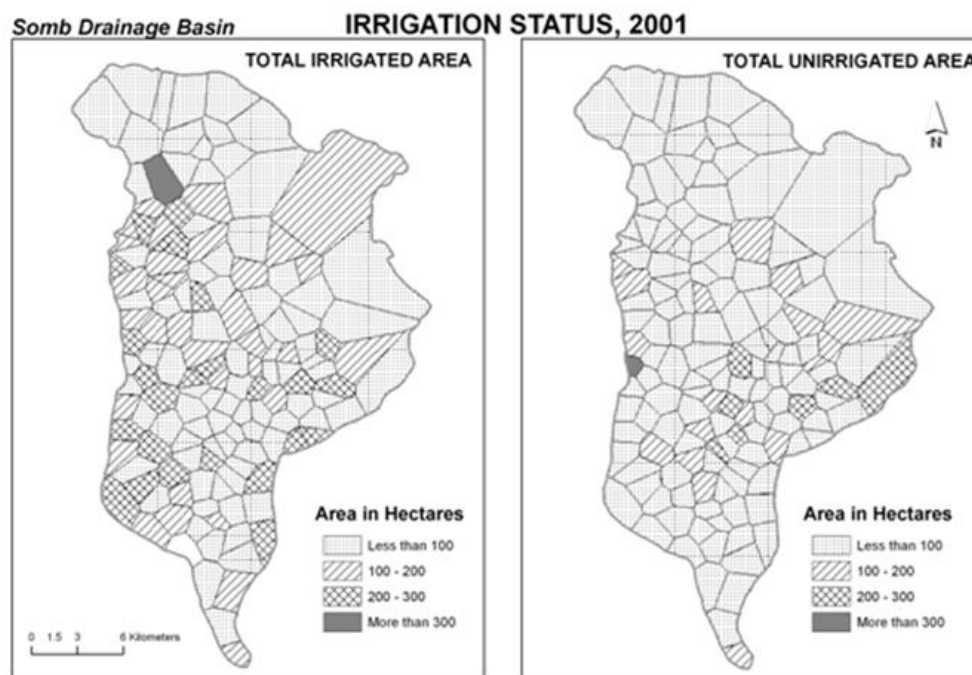 Somb Drainage Basin
IRRIGATION STATUS, 2001
TOTAL IRRIGATED AREA
Area in Hectares
Less than 100
100 - 200
200 - 300
More than 300
0 1.5 3 6 Kilometers
TOTAL UNIRRIGATED AREA
N
Area in Hectares
Less than 100
100 - 200
200 - 300
More than 300